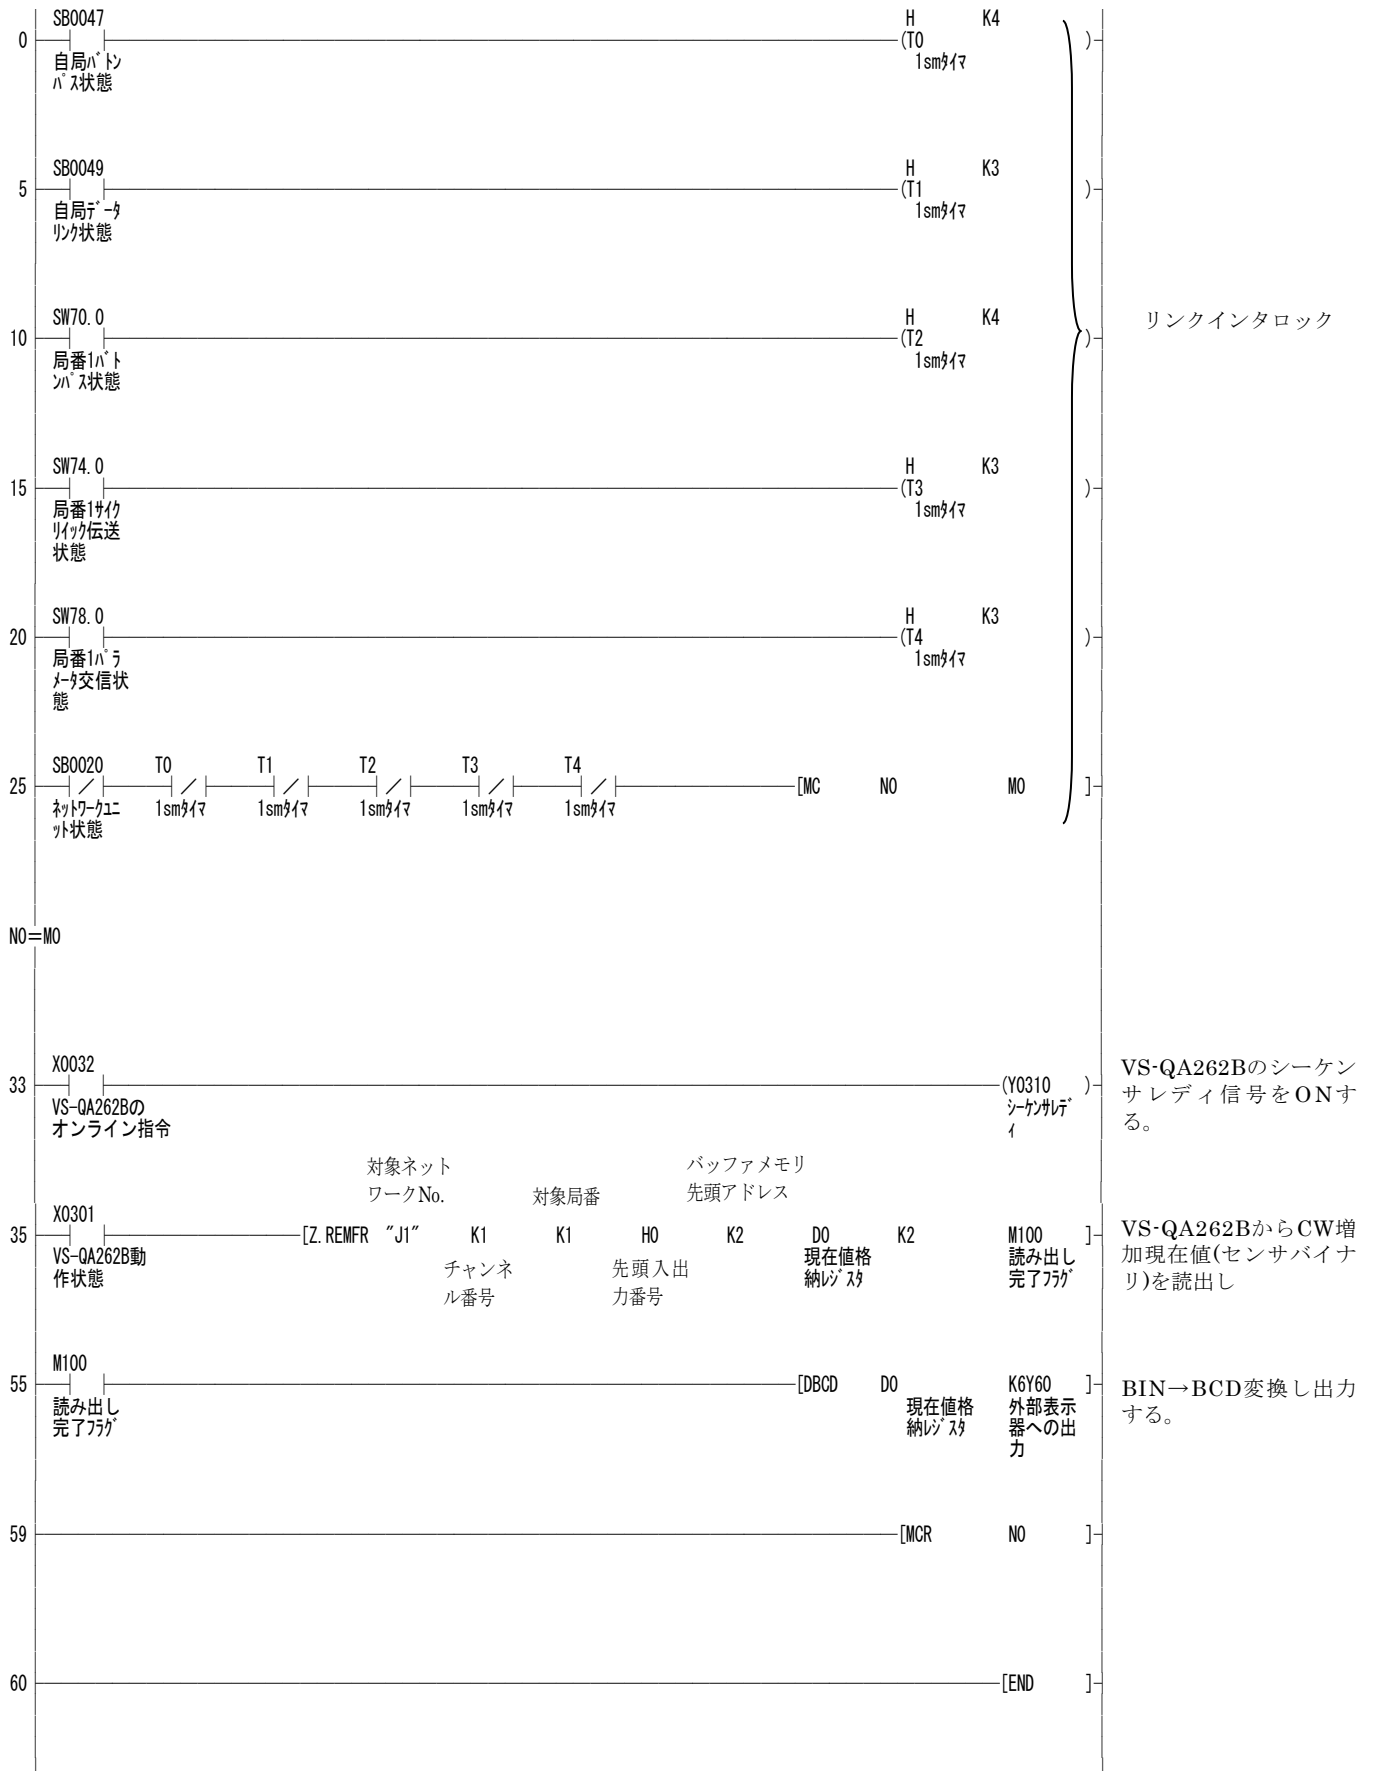 SB0047 H K4
0 (T0 )
自局ﾊﾞﾄﾝ 1smﾀｲﾏ
ﾊﾟｽ状態
SB0049 H K3
5 (T1 )
自局ﾃﾞｰﾀ 1smﾀｲﾏ
ﾘﾝｸ状態
SW70.0 H K4
10 (T2 )
局番1ﾊﾞﾄ 1smﾀｲﾏ
ﾝﾊﾟｽ状態
リンクインタロック
SW74.0 H K3
15 (T3 )
局番1ｻｲｸ 1smﾀｲﾏ
ﾘｲｯｸ伝送
状態
SW78.0 H K3
20 (T4 )
局番1ﾊﾟﾗ 1smﾀｲﾏ
ﾒｰﾀ交信状
態
SB0020 T0 T1 T2 T3 T4
25 [MC N0 M0 ]
ﾈｯﾄﾜｰｸﾕﾆ 1smﾀｲﾏ 1smﾀｲﾏ 1smﾀｲﾏ 1smﾀｲﾏ 1smﾀｲﾏ
ｯﾄ状態
N0=M0
X0032
33 (Y0310 )
VS-QA262Bの ｼｰｹﾝｻﾚﾃﾞ
オンライン指令 ｨ
VS-QA262Bのシーケン
サレディ信号をONす
る。
対象ネット
ワークNo.
対象局番
バッファメモリ
先頭アドレス
X0301
35 [Z.REMFR "J1" K1 K1 H0 K2 D0 K2 M100 ]
VS-QA262B動 現在値格 読み出し
作状態 納ﾚｼﾞｽﾀ 完了ﾌﾗｸﾞ
チャンネ
ル番号
先頭入出
力番号
VS-QA262BからCW増
加現在値(センサバイナ
リ)を読出し
M100
55 [DBCD D0 K6Y60 ]
読み出し 現在値格 外部表示
完了ﾌﾗｸﾞ 納ﾚｼﾞｽﾀ 器への出
力
BIN→BCD変換し出力
する。
59 [MCR N0 ]
60 [END ]